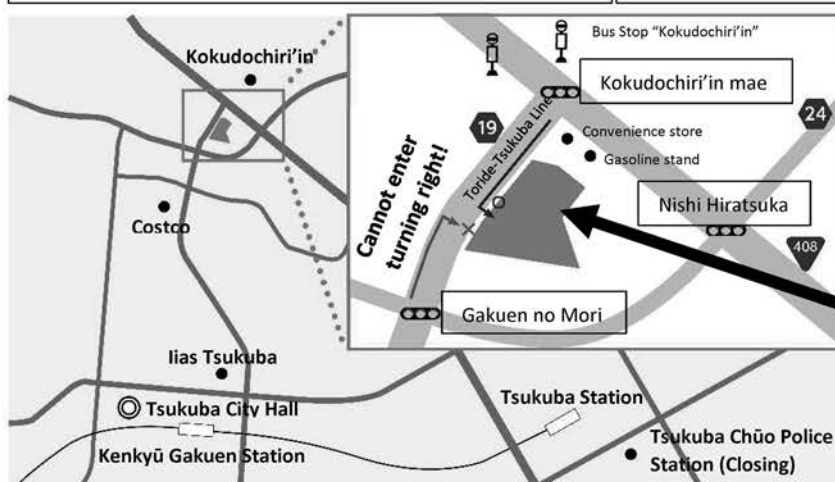 Kokudochiri'in
Costco
Iias Tsukuba
Tsukuba City Hall
Kenkyū Gakuen Station
Tsukuba Station
Tsukuba Chūo Police
Station (Closing)
Bus Stop "Kokudochiri'in"
Kokudochiri'in mae
19
Toride-Tsukuba Line
Convenience store
Gasoline stand
24
Cannot enter
turning right!
Nishi Hiratsuka
408
Gakuen no Mori